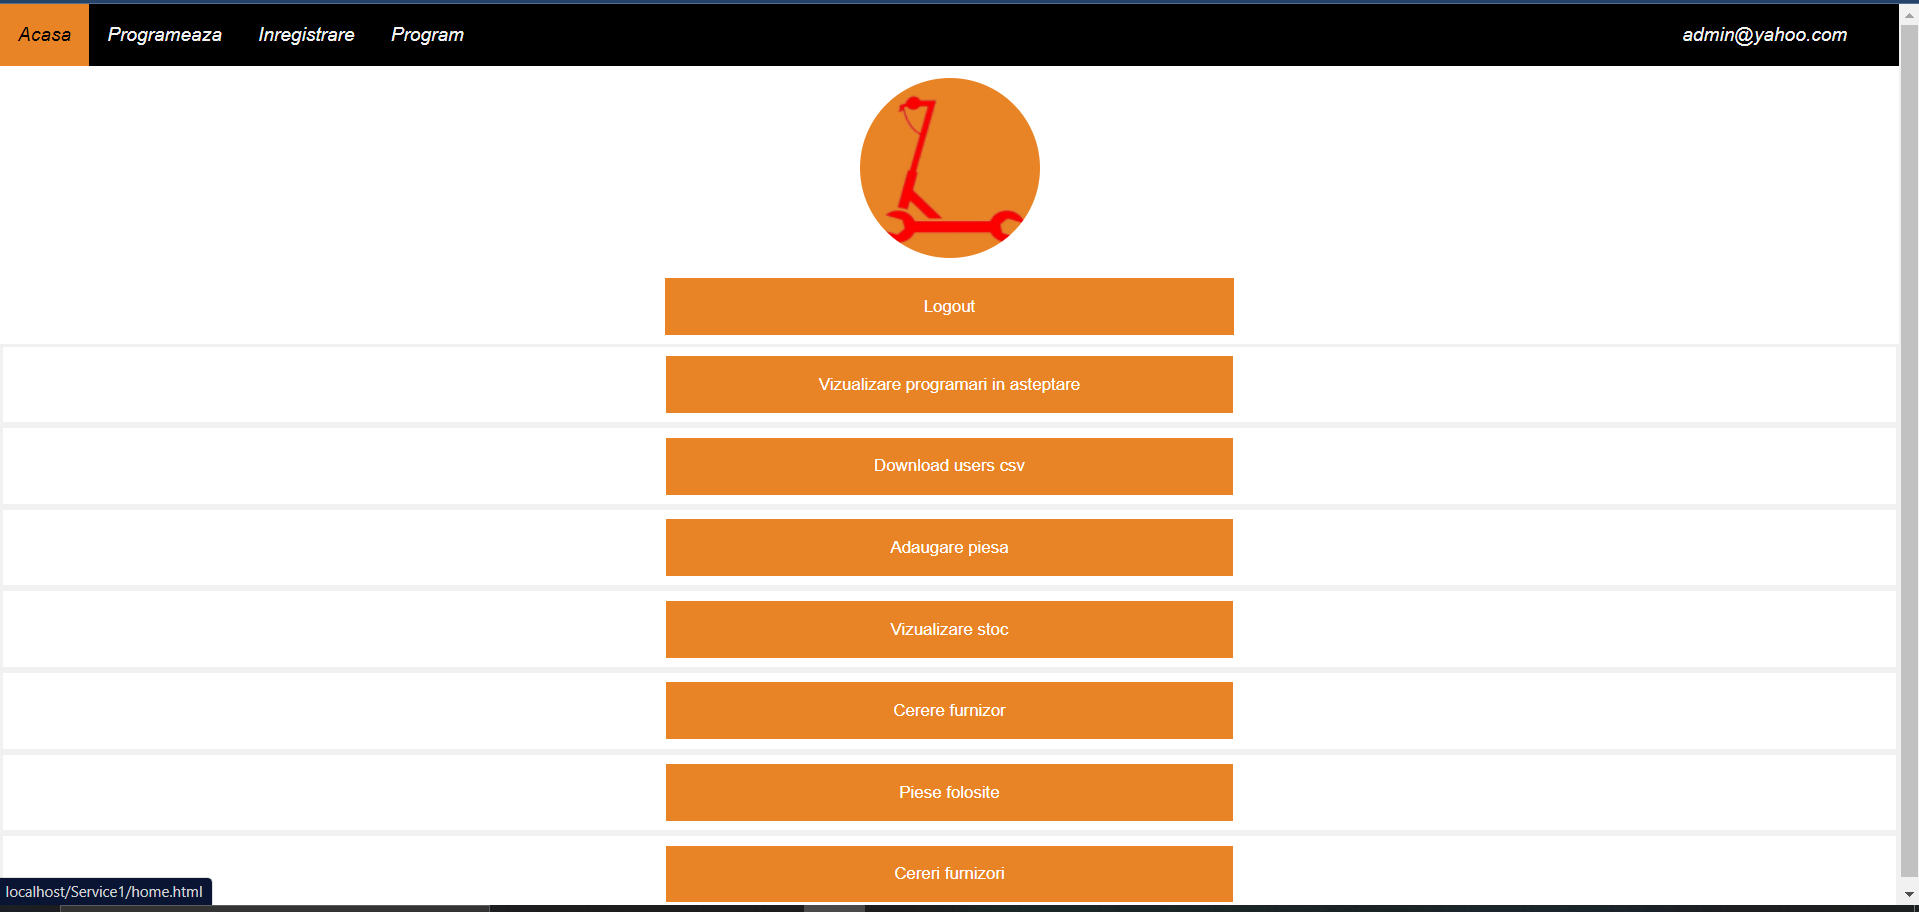 Acasa Programeaza Inregistrare Program admin@yahoo.com
Logout
Vizualizare programari in asteptare
Download users csv
Adaugare piesa
Vizualizare stoc
Cerere furnizor
Piese folosite
Cereri furnizori
localhost/Service1/home.html